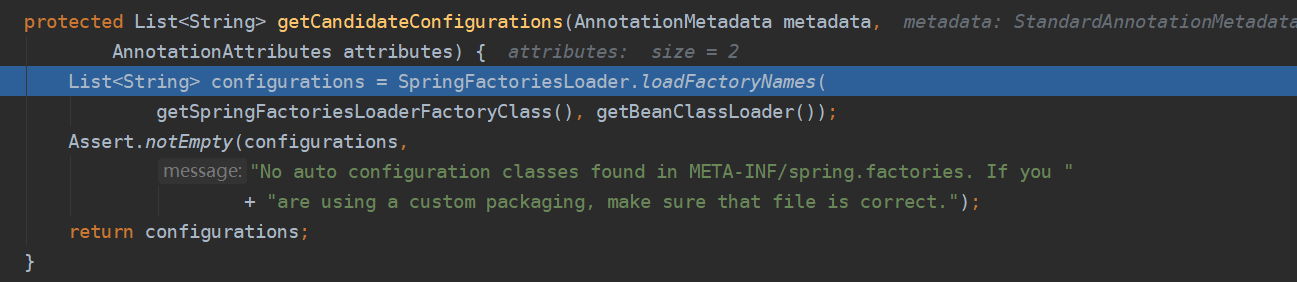 protected List<String> getCandidateConfigurations(AnnotationMetadata metadata,  metadata: StandardAnnotationMetadata
        AnnotationAttributes attributes) {  attributes:  size = 2
    List<String> configurations = SpringFactoriesLoader.loadFactoryNames(
            getSpringFactoriesLoaderFactoryClass(), getBeanClassLoader());
    Assert.notEmpty(configurations,
            message: "No auto configuration classes found in META-INF/spring.factories. If you "
                    + "are using a custom packaging, make sure that file is correct.");
    return configurations;
}